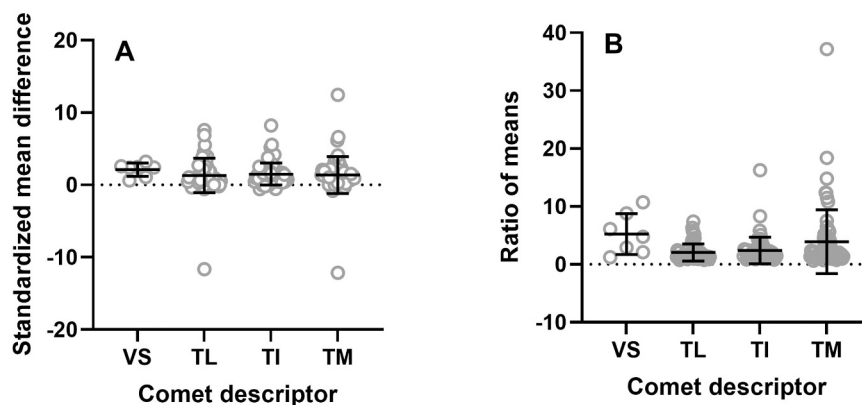 A
Standardized mean difference
20
10
0
-10
-20
VS TL TI TM
Comet descriptor
B
Ratio of means
40
30
20
10
0
-10
VS TL TI TM
Comet descriptor